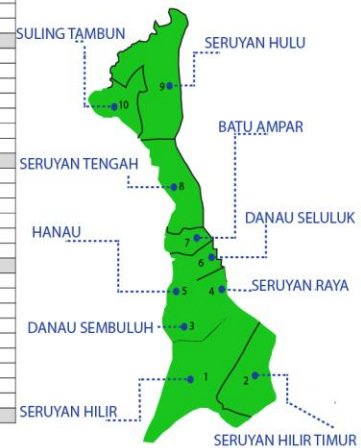 SULING TAMBUN
SERUYAN HULU
9
10
BATU AMPAR
SERUYAN TENGAH
8
DANAU SELULUK
HANAU
7
6
SERUYAN RAYA
5
4
DANAU SEMBULUH
3
1
2
SERUYAN HILIR
SERUYAN HILIR TIMUR